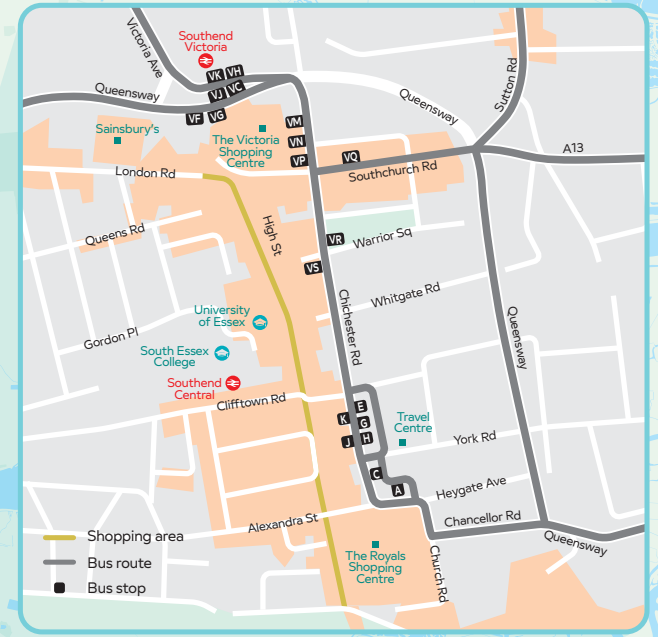 Victoria Ave
Southend
Victoria
Sutton Rd
Queensway
VK VH
VJ VC
VF VG
Queensway
Sainsbury's
The Victoria
Shopping
Centre
VM
VN
VP
VQ
A13
London Rd
Southchurch Rd
Queens Rd
High St
VR
Warrior Sq
VS
Whitgate Rd
Chichester Rd
University
of Essex
Queensway
Gordon Pl
South Essex
College
Southend
Central
Clifftown Rd
E
K
G
J
H
Travel
Centre
York Rd
C
A
Heygate Ave
Alexandra St
Chancellor Rd
Queensway
Shopping area
Bus route
Bus stop
The Royals
Shopping
Centre
Church Rd